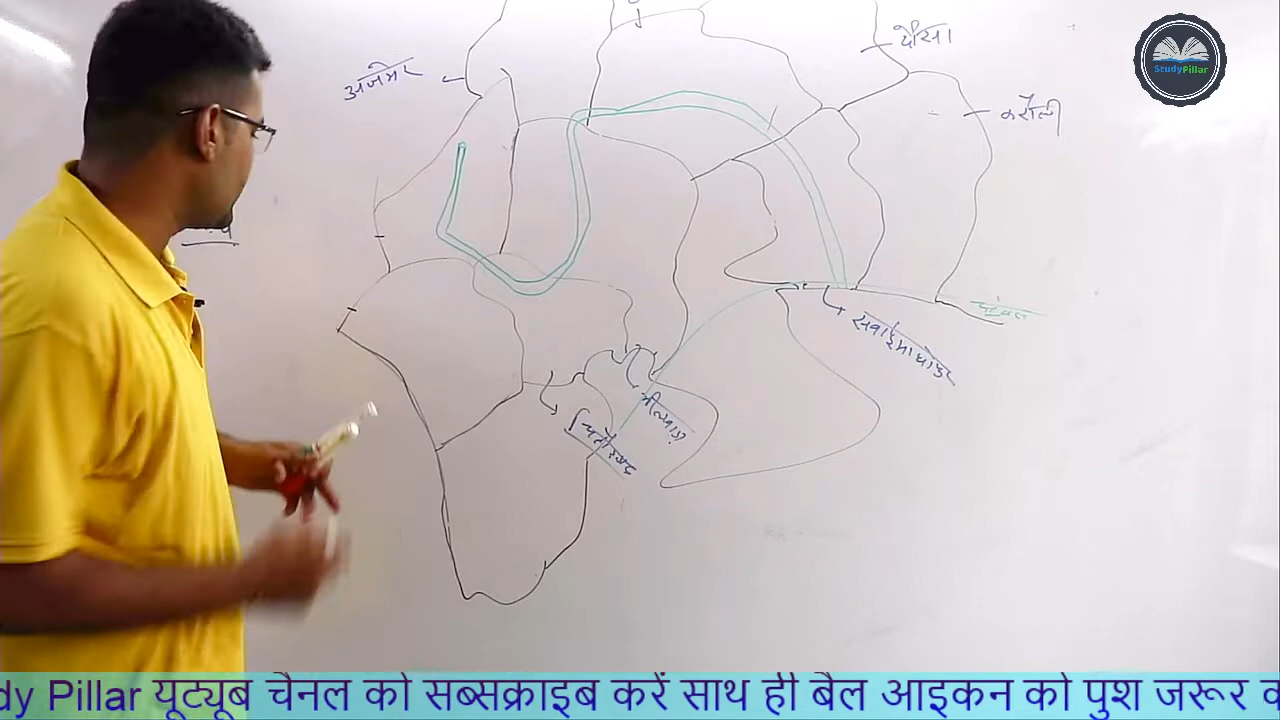 दौसा
StudyPillar
अजमेर
करौली
चंबल
सवाईमाधोपुर
भीलवाड़ा
चित्तौड़गढ़
dy Pillar यूट्यूब चैनल को सब्सक्राइब करें साथ ही बैल आइकन को पुश जरूर क